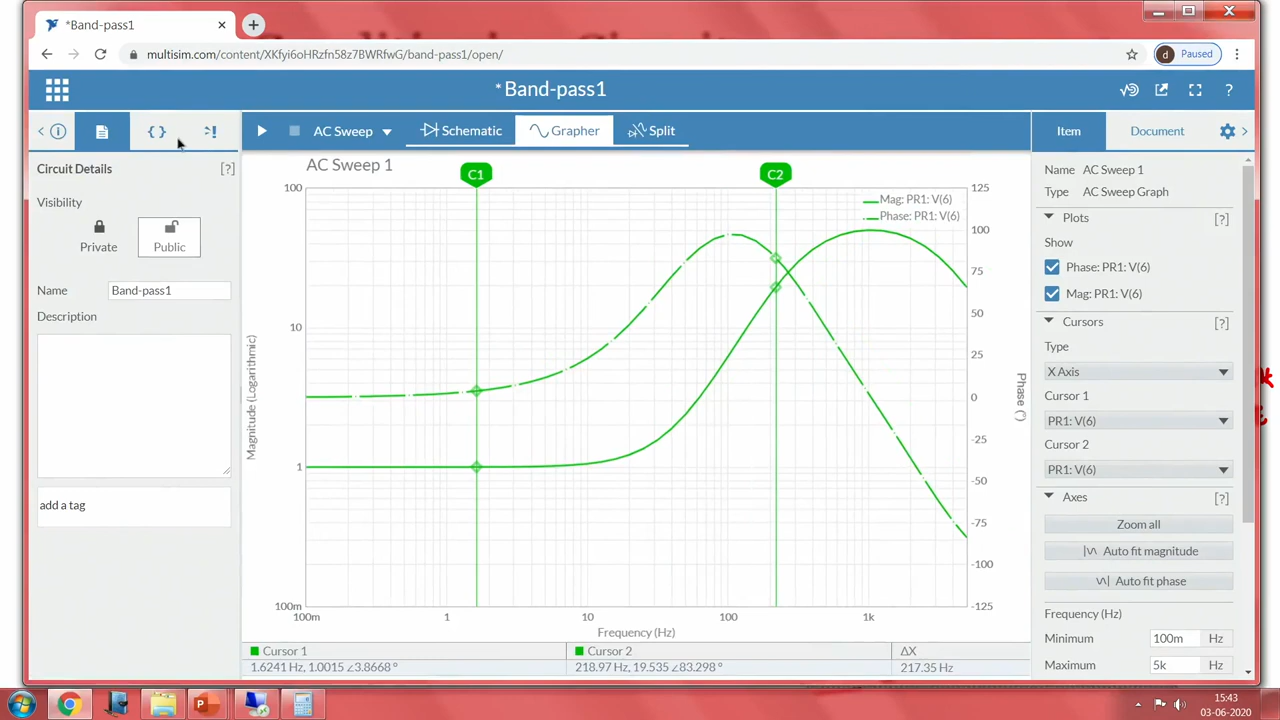 *Band-pass1
multisim.com/content/XKfyi6oHRzfn58z7BWRfwG/band-pass1/open/
d Paused
*Band-pass1
?
AC Sweep
Schematic
Grapher
Split
Item
Document
Circuit Details
[?]
Visibility
Private
Public
Name
Band-pass1
Description
add a tag
AC Sweep 1
C1
C2
Mag: PR1: V(6)
Phase: PR1: V(6)
100
10
1
100m
Magnitude (Logarithmic)
125
100
75
50
25
0
-25
-50
-75
-100
-125
Phase (°)
100m
1
10
100
1k
Frequency (Hz)
Cursor 1
Cursor 2
ΔX
1.6241 Hz, 1.0015 ∠3.8668 °
218.97 Hz, 19.535 ∠83.298 °
217.35 Hz
Name AC Sweep 1
Type AC Sweep Graph
Plots
[?]
Show
Phase: PR1: V(6)
Mag: PR1: V(6)
Cursors
[?]
Type
X Axis
Cursor 1
PR1: V(6)
Cursor 2
PR1: V(6)
Axes
[?]
Zoom all
Auto fit magnitude
Auto fit phase
Frequency (Hz)
Minimum 100m Hz
Maximum 5k Hz
15:43
03-06-2020